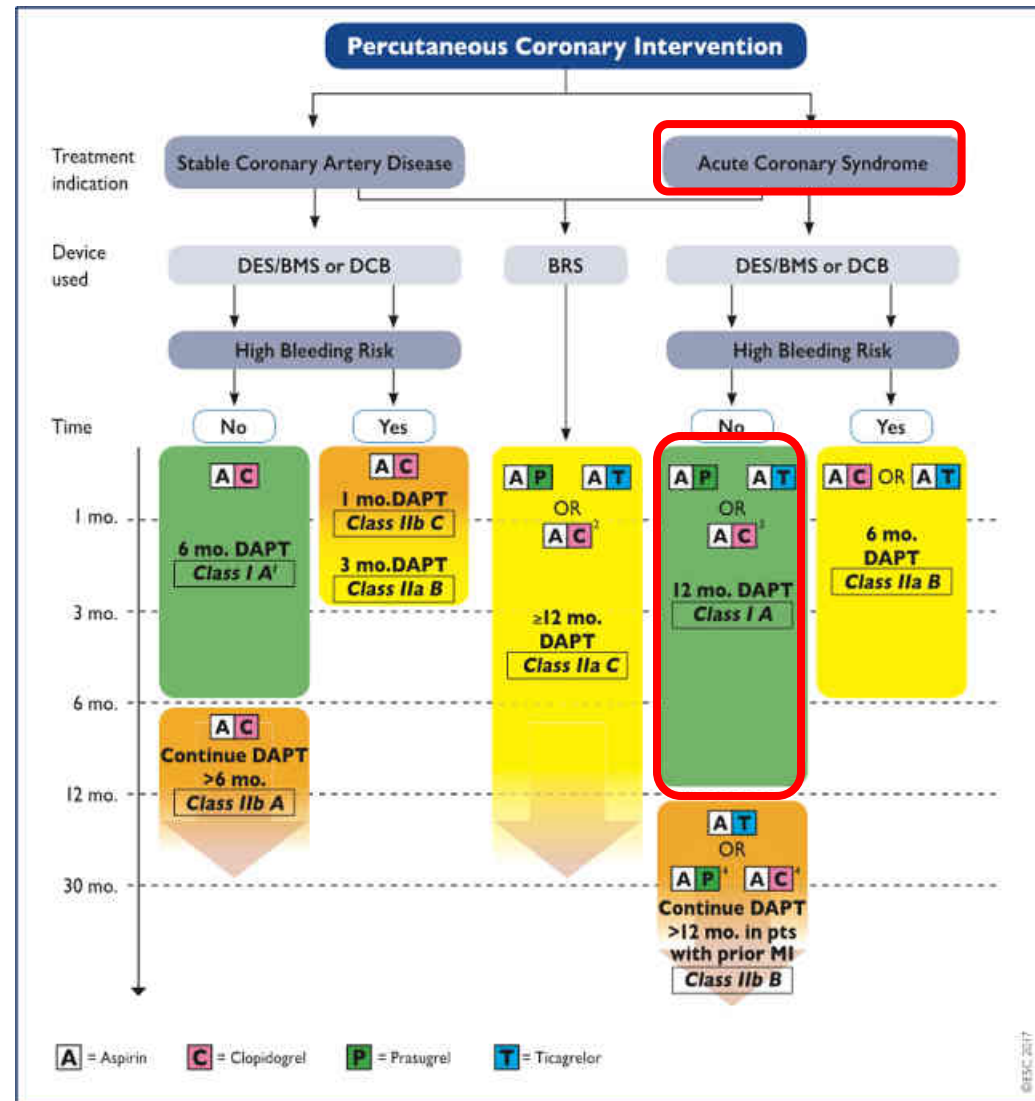 Percutaneous Coronary Intervention
Treatment
indication
Stable Coronary Artery Disease
Acute Coronary Syndrome
Device
used
DES/BMS or DCB
BRS
DES/BMS or DCB
High Bleeding Risk
High Bleeding Risk
Time
No
Yes
No
Yes
1 mo.
3 mo.
6 mo.
12 mo.
30 mo.
A C
6 mo. DAPT
Class I A¹
A C
Continue DAPT
>6 mo.
Class IIb A
A C
1 mo.DAPT
Class IIb C
3 mo.DAPT
Class IIa B
A P A T
OR
A C ²
≥12 mo.
DAPT
Class IIa C
A P A T
OR
A C ³
12 mo. DAPT
Class I A
A T
OR
A P ⁴ A C ⁴
Continue DAPT
>12 mo. in pts
with prior MI
Class IIb B
A C OR A T
6 mo.
DAPT
Class IIa B
A = Aspirin C = Clopidogrel P = Prasugrel T = Ticagrelor
©ESC 2017